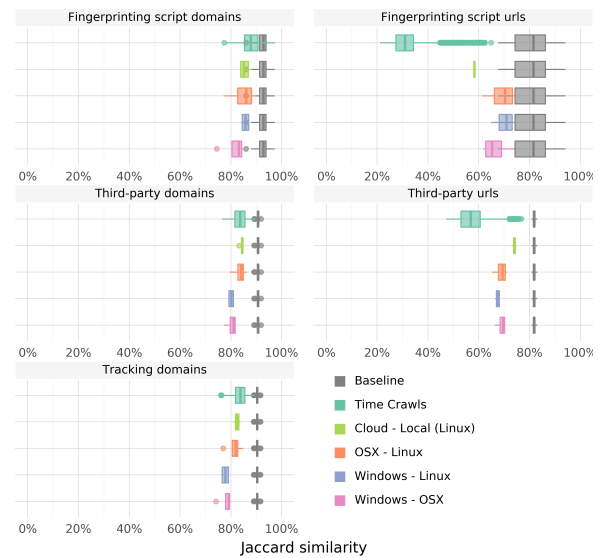 Fingerprinting script domains
Fingerprinting script urls
0% 20% 40% 60% 80% 100%
0% 20% 40% 60% 80% 100%
Third-party domains
Third-party urls
0% 20% 40% 60% 80% 100%
0% 20% 40% 60% 80% 100%
Tracking domains
0% 20% 40% 60% 80% 100%
Baseline
Time Crawls
Cloud - Local (Linux)
OSX - Linux
Windows - Linux
Windows - OSX
Jaccard similarity